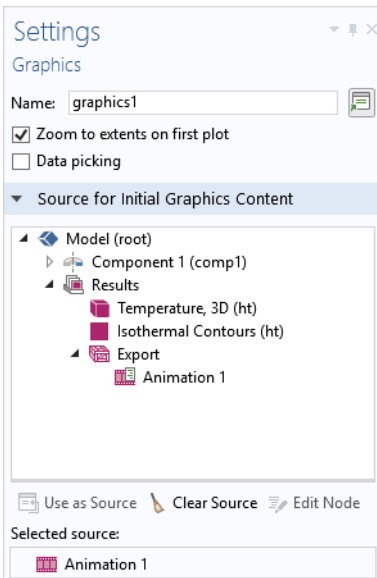 Settings
Graphics
Name: graphics1
Zoom to extents on first plot
Data picking
Source for Initial Graphics Content
Model (root)
Component 1 (comp1)
Results
Temperature, 3D (ht)
Isothermal Contours (ht)
Export
Animation 1
Use as Source Clear Source Edit Node
Selected source:
Animation 1